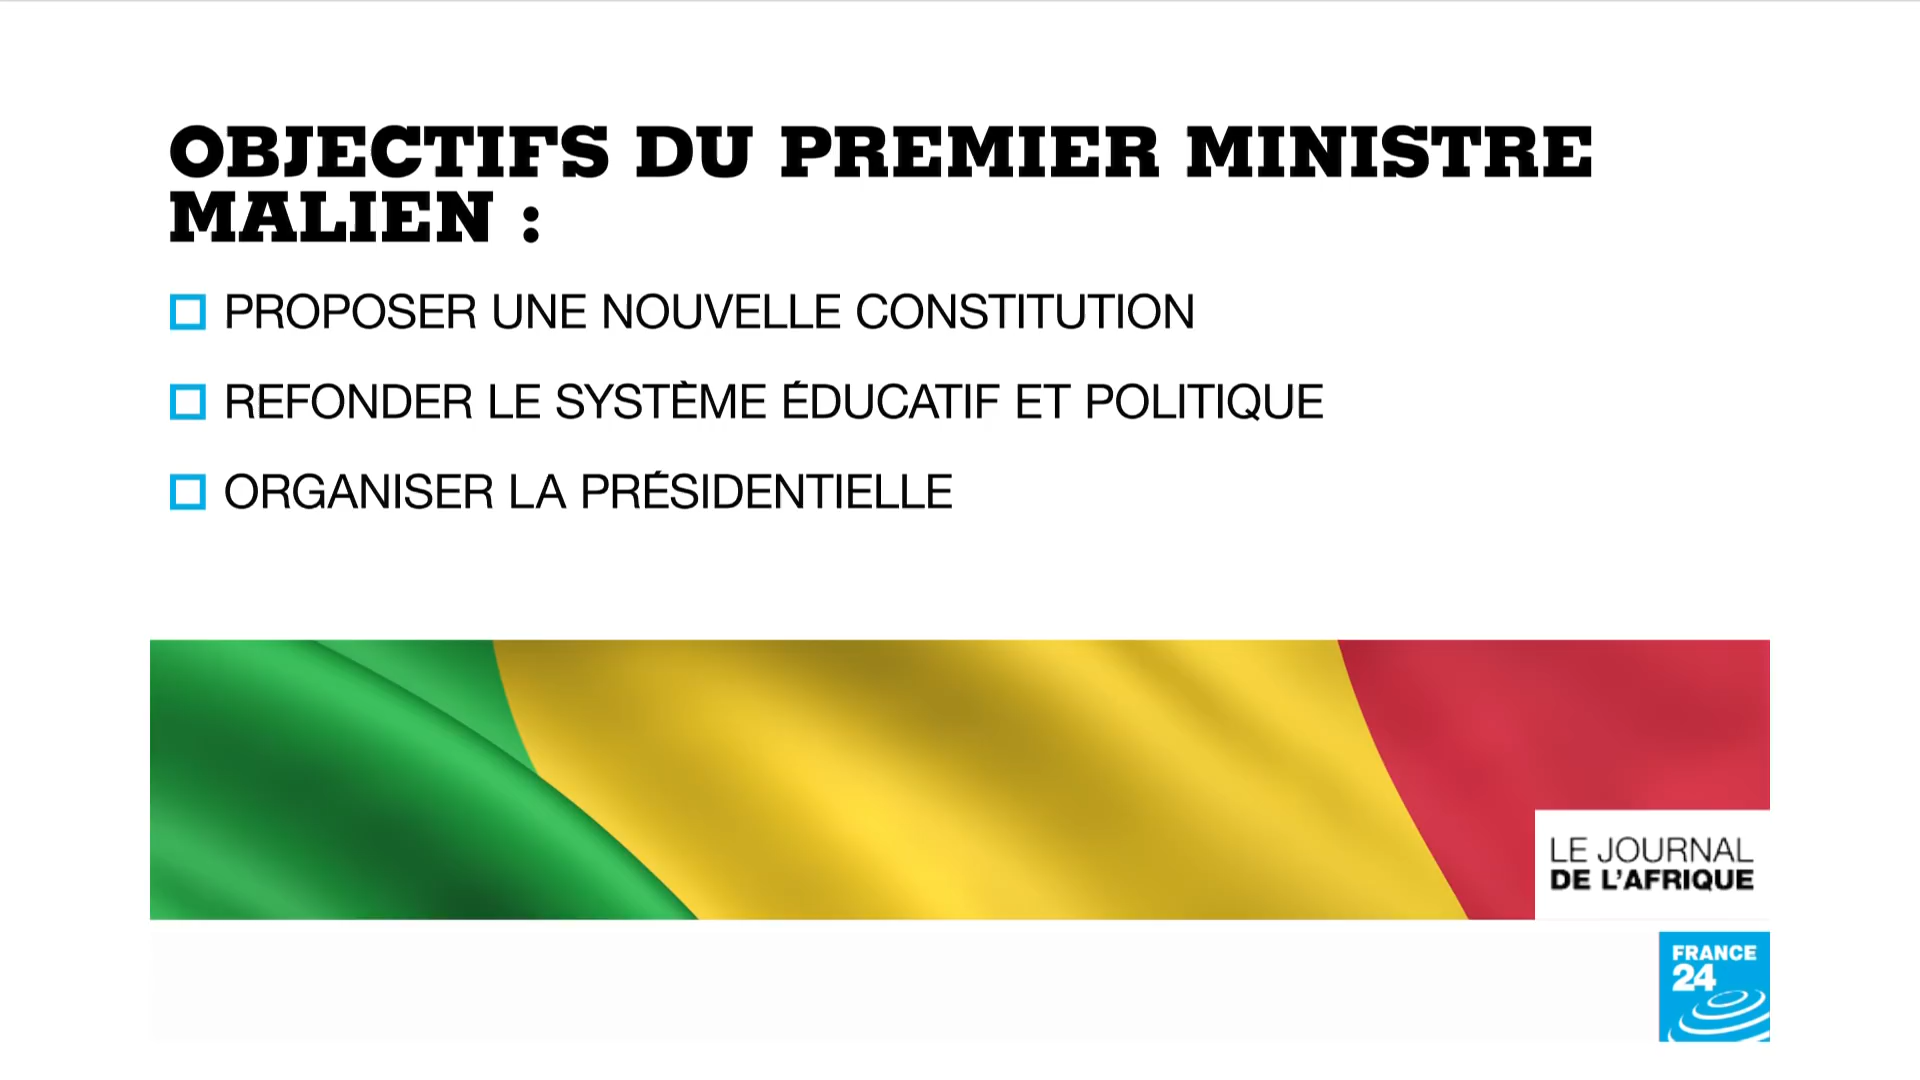 OBJECTIFS DU PREMIER MINISTRE
MALIEN :
PROPOSER UNE NOUVELLE CONSTITUTION
REFONDER LE SYSTÈME ÉDUCATIF ET POLITIQUE
ORGANISER LA PRÉSIDENTIELLE
LE JOURNAL
DE L'AFRIQUE
FRANCE
24